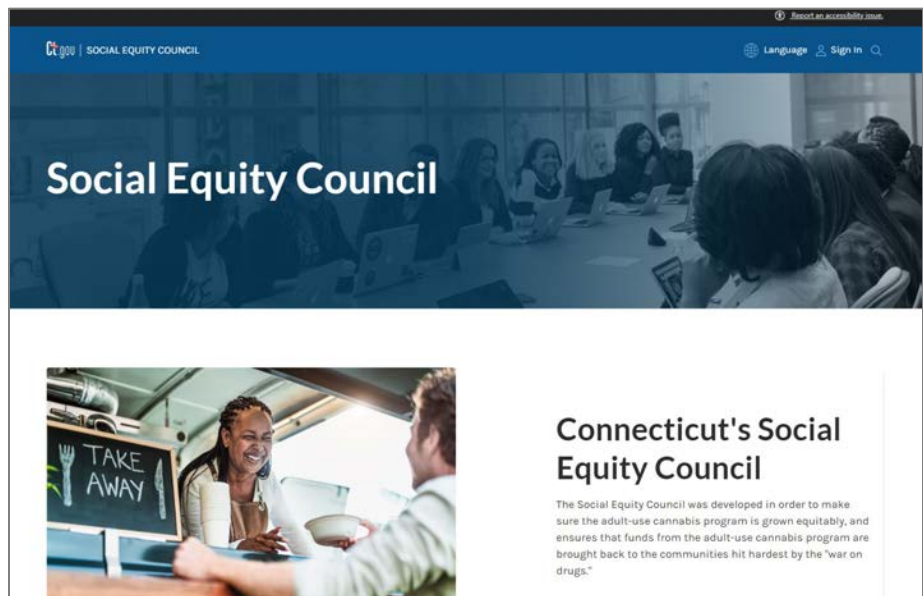 Report an accessibility issue.
Ct.gov | SOCIAL EQUITY COUNCIL
Language Sign In
Social Equity Council
TAKE
AWAY
Connecticut's Social
Equity Council
The Social Equity Council was developed in order to make
sure the adult-use cannabis program is grown equitably, and
ensures that funds from the adult-use cannabis program are
brought back to the communities hit hardest by the "war on
drugs."